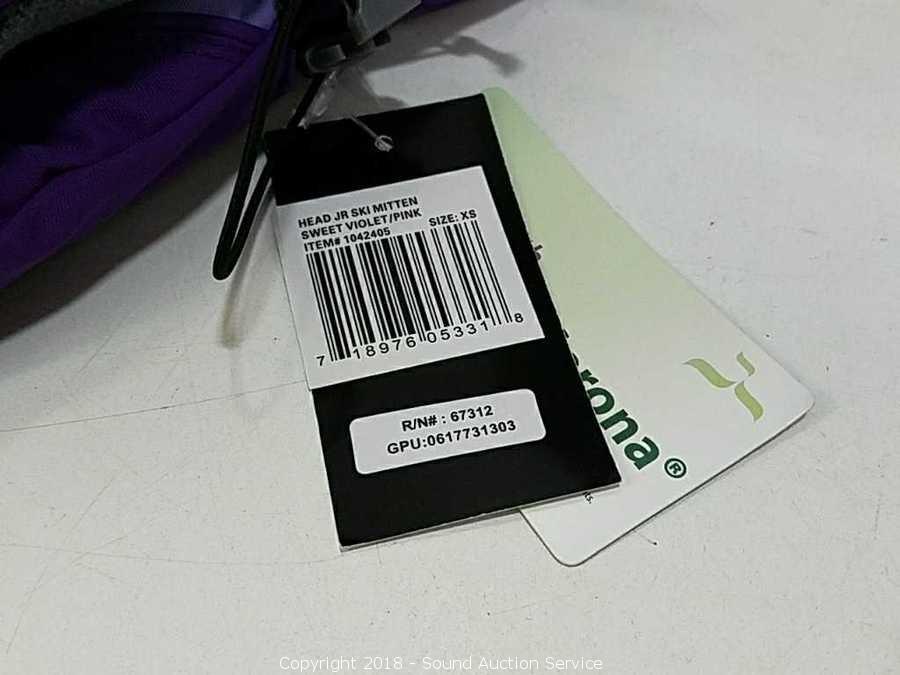 HEAD JR SKI MITTEN
SWEET VIOLET/PINK
ITEM# 1042405 SIZE: XS
7 18976 05331 8
R/N# : 67312
GPU:0617731303
rona®
Copyright 2018 - Sound Auction Service